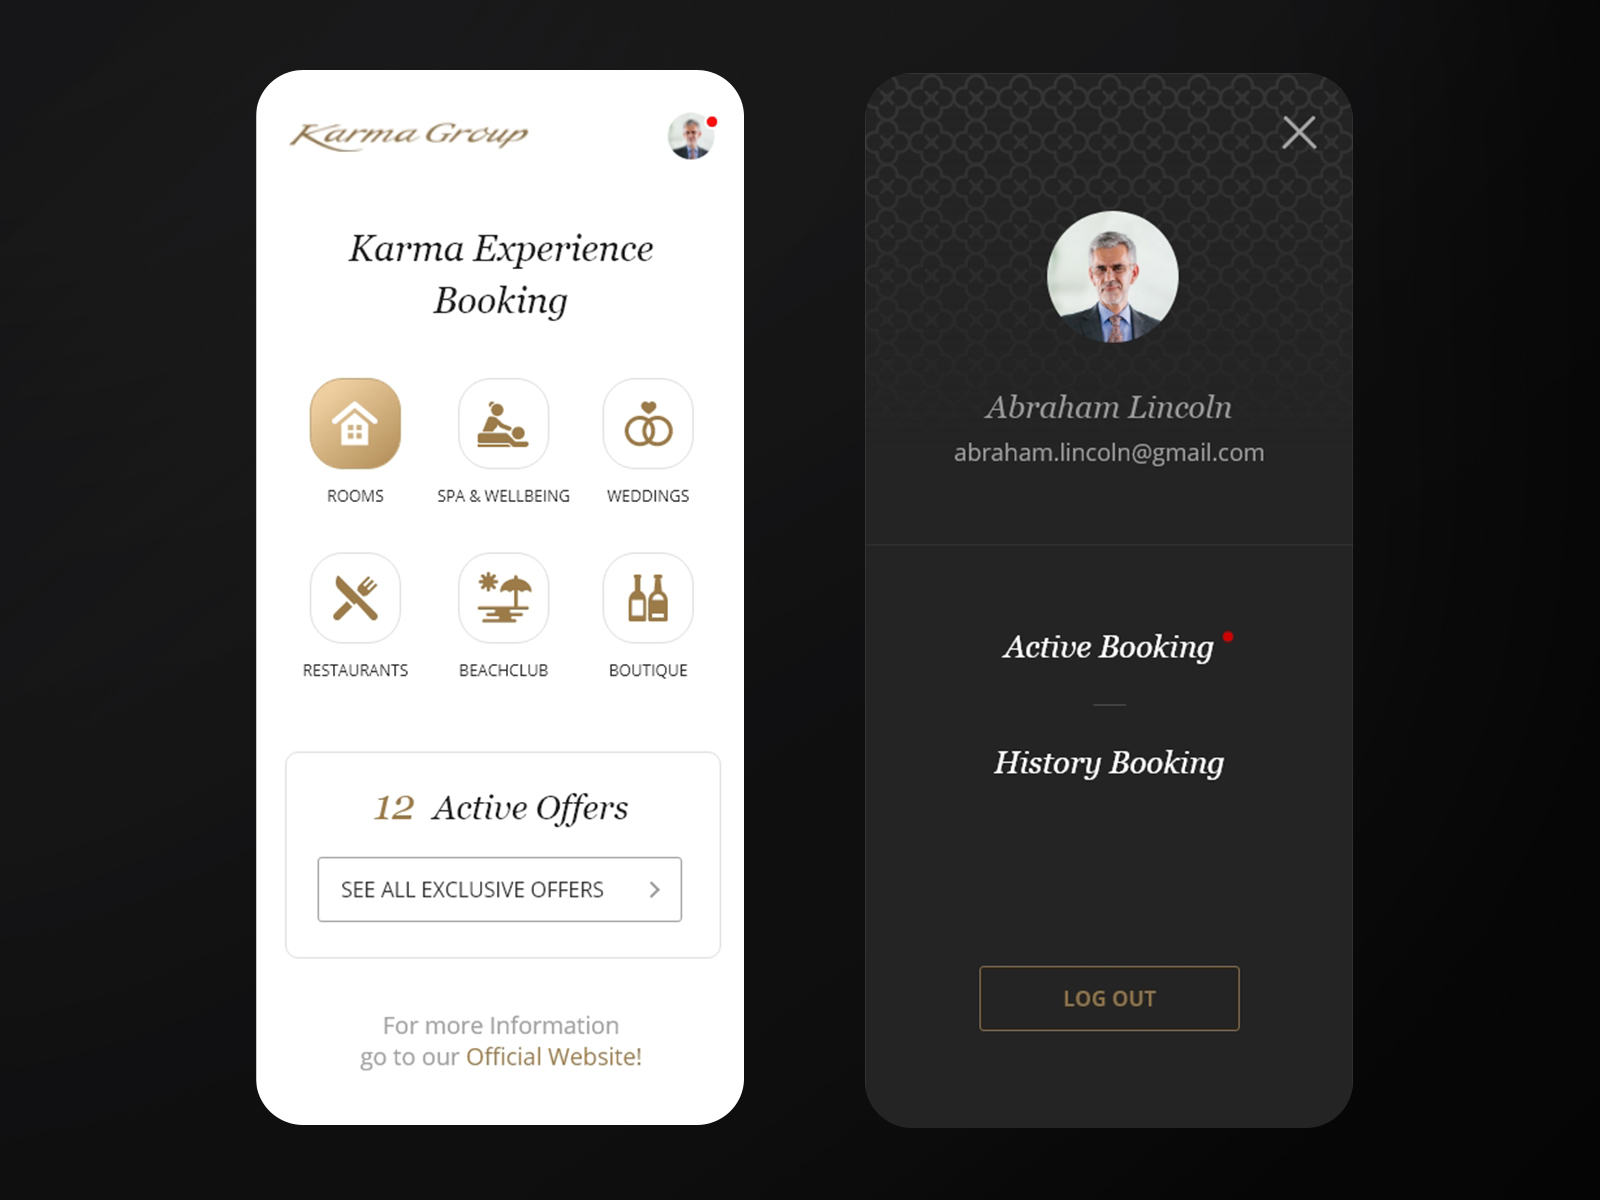 Karma Group
Karma Experience
Booking
ROOMS
SPA & WELLBEING
WEDDINGS
RESTAURANTS
BEACHCLUB
BOUTIQUE
12 Active Offers
SEE ALL EXCLUSIVE OFFERS
For more Information
go to our Official Website!
Abraham Lincoln
abraham.lincoln@gmail.com
Active Booking
History Booking
LOG OUT